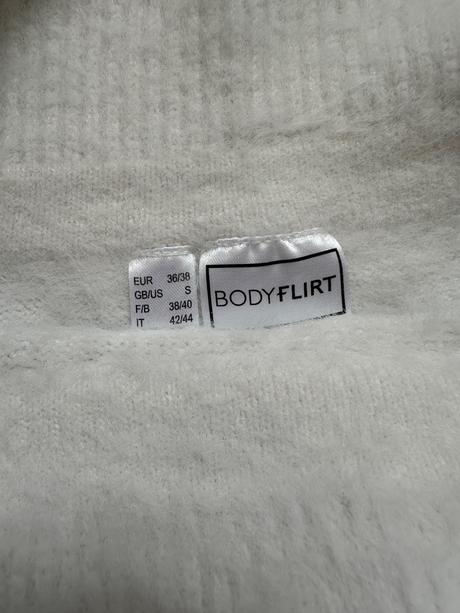 EUR 36/38
GB/US S
F/B 38/40
IT 42/44
BODYFLIRT